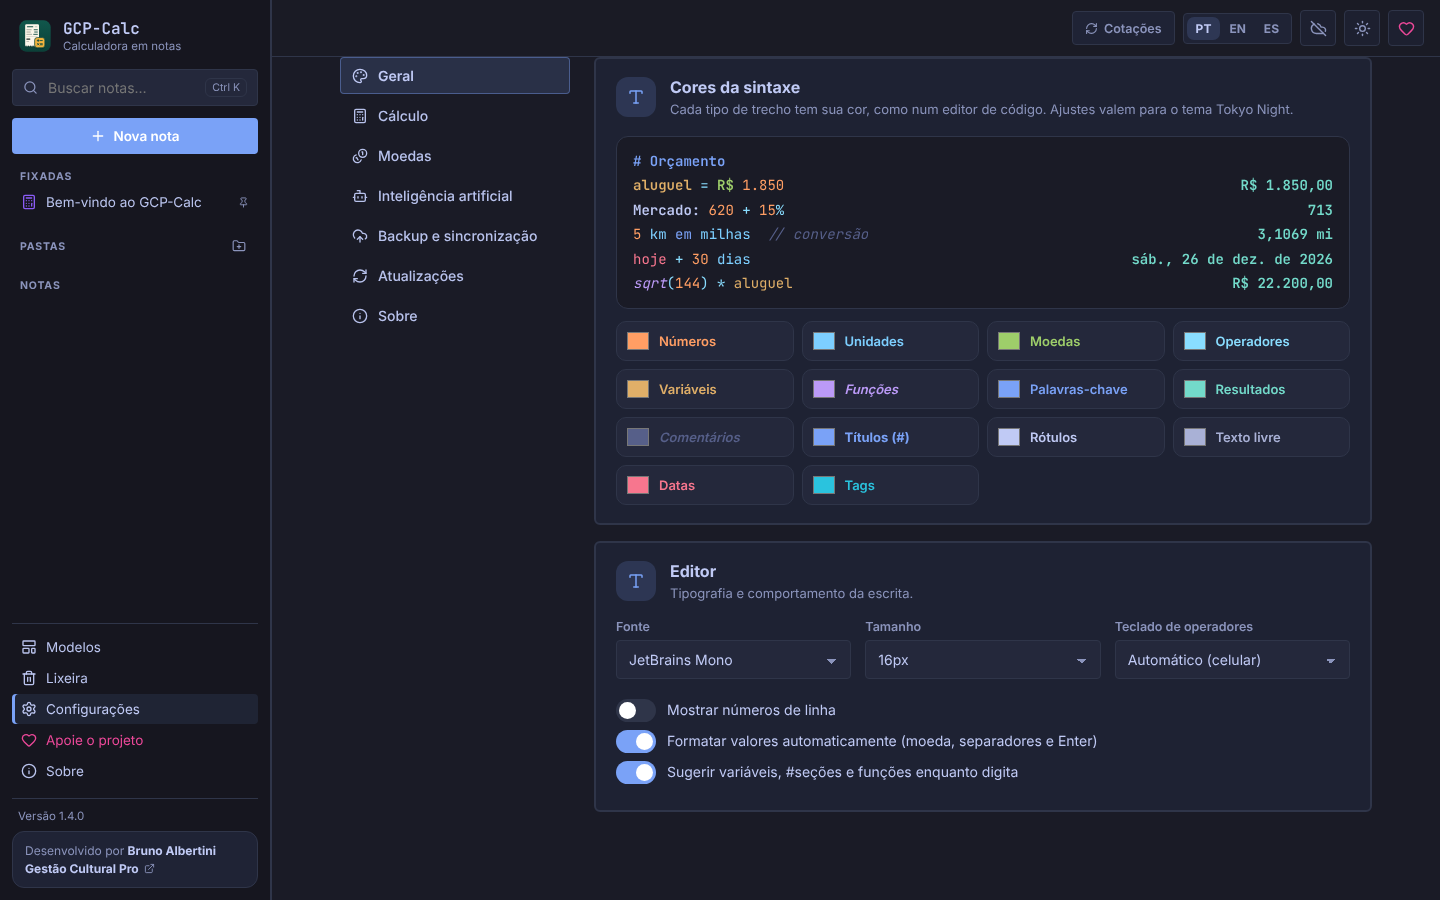 GCP-Calc
Calculadora em notas
Buscar notas...
Ctrl K
Nova nota
FIXADAS
Bem-vindo ao GCP-Calc
PASTAS
NOTAS
Modelos
Lixeira
Configurações
Apoie o projeto
Sobre
Versão 1.4.0
Desenvolvido por Bruno Albertini
Gestão Cultural Pro
Cotações
PT EN ES
Geral
Cálculo
Moedas
Inteligência artificial
Backup e sincronização
Atualizações
Sobre
Cores da sintaxe
Cada tipo de trecho tem sua cor, como num editor de código. Ajustes valem para o tema Tokyo Night.
# Orçamento
aluguel = R$ 1.850 R$ 1.850,00
Mercado: 620 + 15% 713
5 km em milhas // conversão 3,1069 mi
hoje + 30 dias sáb., 26 de dez. de 2026
sqrt(144) * aluguel R$ 22.200,00
Números Unidades Moedas Operadores
Variáveis Funções Palavras-chave Resultados
Comentários Títulos (#) Rótulos Texto livre
Datas Tags
Editor
Tipografia e comportamento da escrita.
Fonte Tamanho Teclado de operadores
JetBrains Mono 16px Automático (celular)
Mostrar números de linha
Formatar valores automaticamente (moeda, separadores e Enter)
Sugerir variáveis, #seções e funções enquanto digita